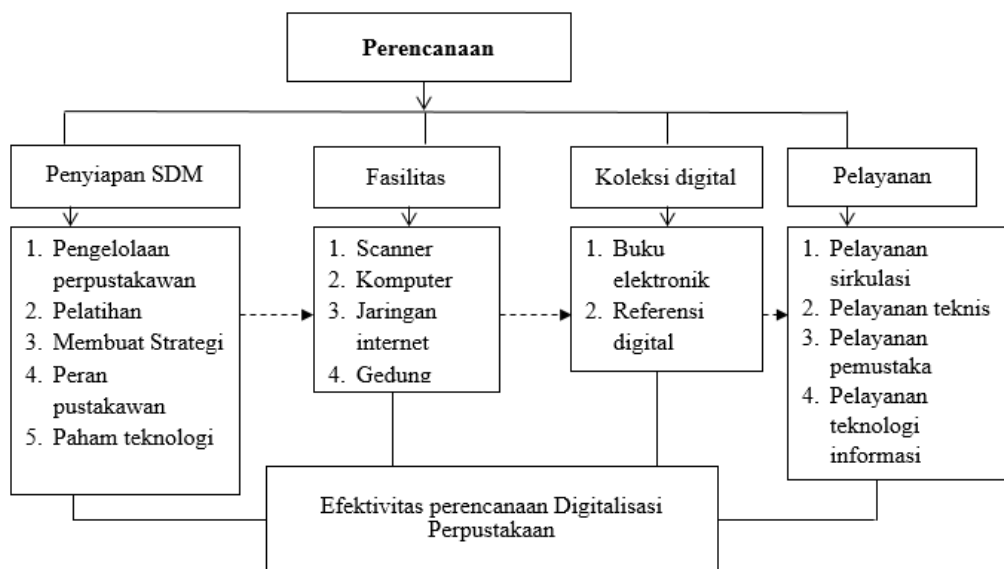 Perencanaan
Penyiapan SDM
Fasilitas
Koleksi digital
Pelayanan
1. Pengelolaan
perpustakawan
2. Pelatihan
3. Membuat Strategi
4. Peran
pustakawan
5. Paham teknologi
1. Scanner
2. Komputer
3. Jaringan
internet
4. Gedung
1. Buku
elektronik
2. Referensi
digital
1. Pelayanan
sirkulasi
2. Pelayanan teknis
3. Pelayanan
pemustaka
4. Pelayanan
teknologi
informasi
Efektivitas perencanaan Digitalisasi
Perpustakaan